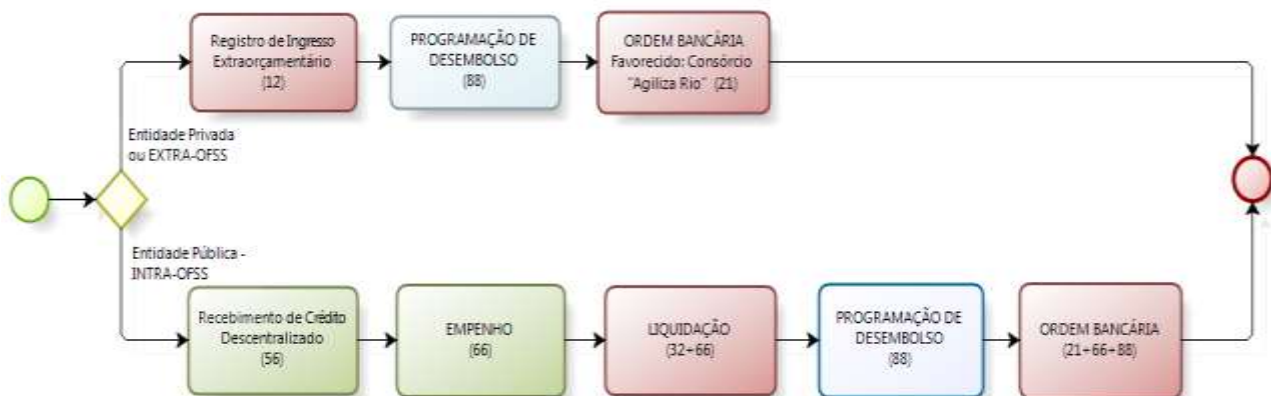 Registro de Ingresso
Extraorçamentário
(12)
PROGRAMAÇÃO DE
DESEMBOLSO
(88)
ORDEM BANCÁRIA
Favorecido: Consórcio
"Agiliza Rio" (21)
Entidade Privada
ou EXTRA-OFSS
Entidade Pública -
INTRA-OFSS
Recebimento de Crédito
Descentralizado
(56)
EMPENHO
(66)
LIQUIDAÇÃO
(32+66)
PROGRAMAÇÃO DE
DESEMBOLSO
(88)
ORDEM BANCÁRIA
(21+66+88)